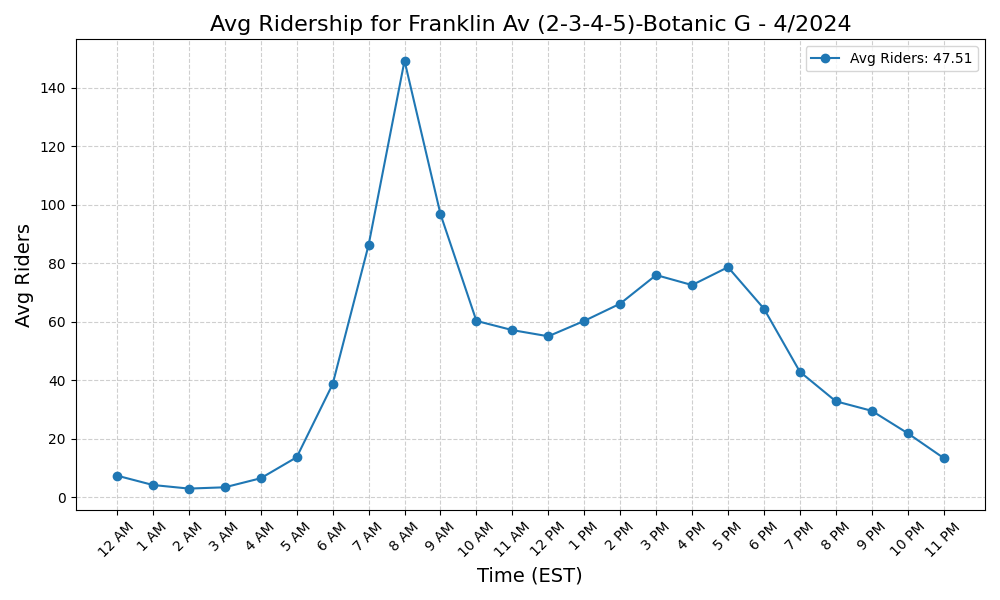 Avg Ridership for Franklin Av (2-3-4-5)-Botanic G - 4/2024
Avg Riders: 47.51
Avg Riders
140
120
100
80
60
40
20
0
12 AM
1 AM
2 AM
3 AM
4 AM
5 AM
6 AM
7 AM
8 AM
9 AM
10 AM
11 AM
12 PM
1 PM
2 PM
3 PM
4 PM
5 PM
6 PM
7 PM
8 PM
9 PM
10 PM
11 PM
Time (EST)